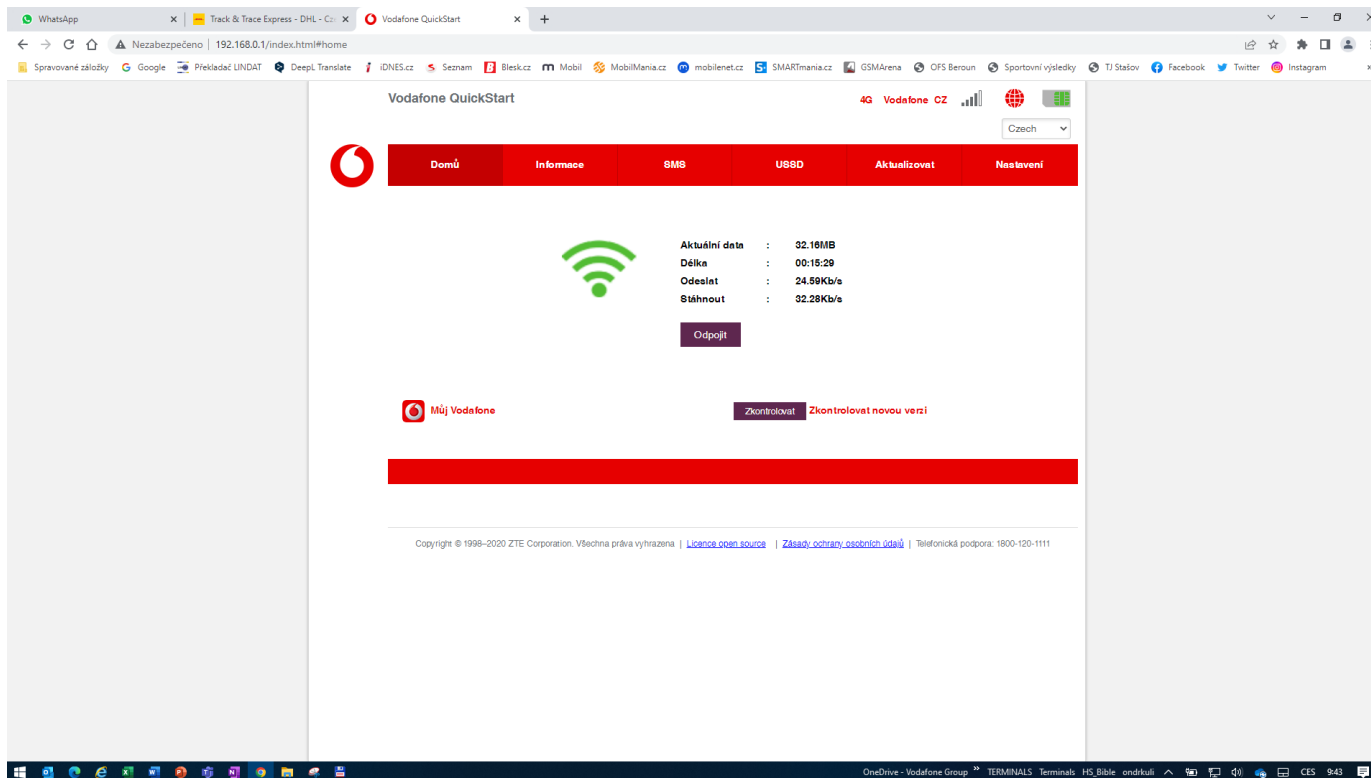 WhatsApp
Track & Trace Express - DHL - Cz
Vodafone QuickStart
Nezabezpečeno | 192.168.0.1/index.html#home
Spravované záložky Google Překladač LINDAT DeepL Translate iDNES.cz Seznam Blesk.cz Mobil MobilMania.cz mobilenet.cz SMARTmania.cz GSMArena OFS Beroun Sportovní výsledky TJ Stašov Facebook Twitter Instagram
Vodafone QuickStart
4G Vodafone CZ
Czech
Domů Informace SMS USSD Aktualizovat Nastavení
Aktuální data : 32.16MB
Délka : 00:15:29
Odeslat : 24.59Kb/s
Stáhnout : 32.28Kb/s
Odpojit
Můj Vodafone
Zkontrolovat Zkontrolovat novou verzi
Copyright © 1998–2020 ZTE Corporation. Všechna práva vyhrazena | Licence open source | Zásady ochrany osobních údajů | Telefonická podpora: 1800-120-1111
OneDrive - Vodafone Group » TERMINALS Terminals HS_Bible ondrkuli CES 9:43